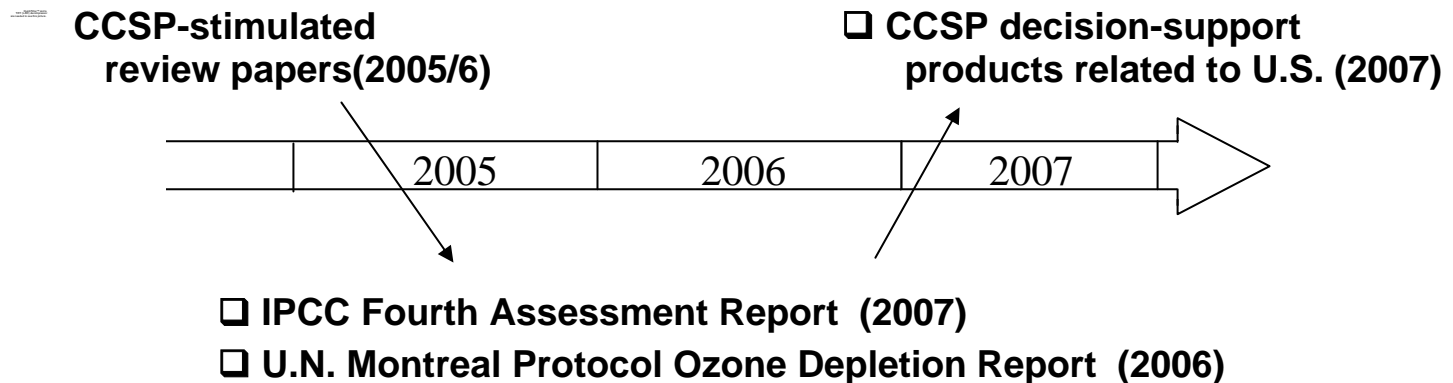 CCSP-stimulated
review papers(2005/6)
❑ CCSP decision-support
products related to U.S. (2007)
2005
2006
2007
❑ IPCC Fourth Assessment Report (2007)
❑ U.N. Montreal Protocol Ozone Depletion Report (2006)